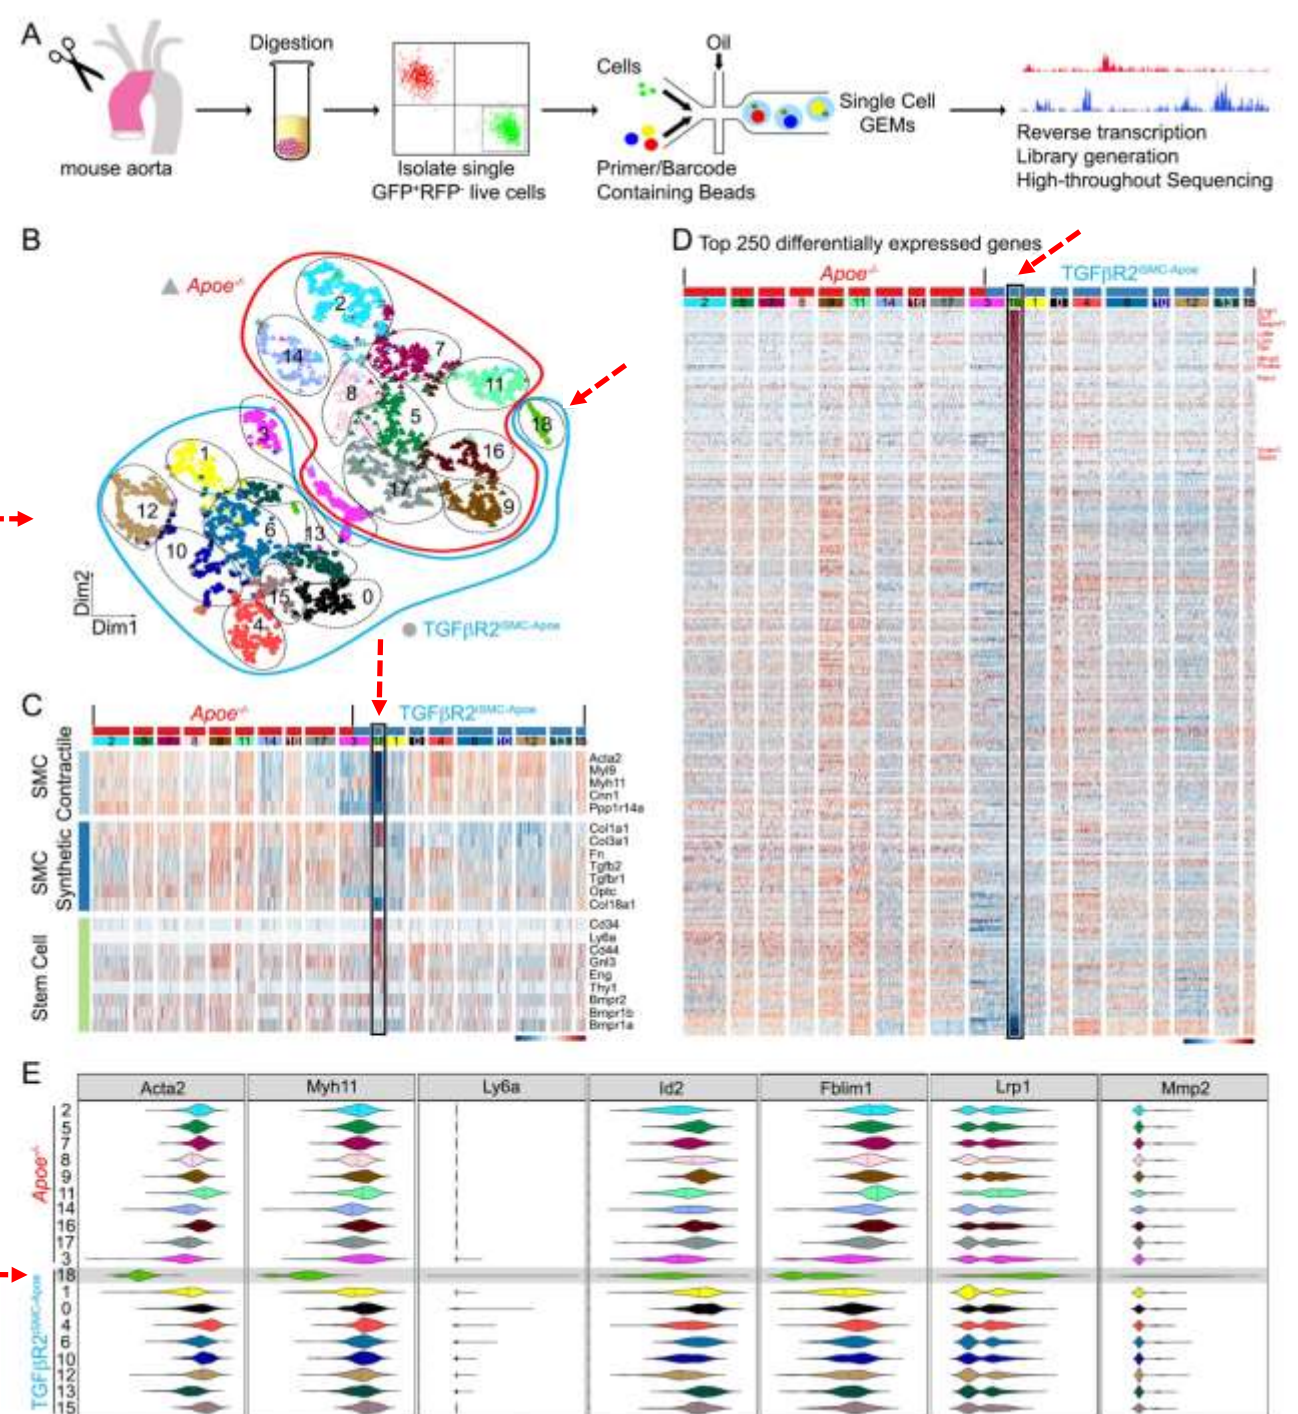 A
Digestion
mouse aorta
Isolate single
GFP⁺RFP⁻ live cells
Cells
Oil
Primer/Barcode
Containing Beads
Single Cell
GEMs
Reverse transcription
Library generation
High-throughout Sequencing
B
Apoe⁻/⁻
2
14
7
8
11
5
18
3
16
1
17
9
12
6
13
10
15
0
4
Dim2
Dim1
TGFβR2ⁱSMC-Apoe
C
Apoe⁻/⁻
TGFβR2ⁱSMC-Apoe
SMC
Contractile
Acta2
Myl9
Myh11
Cnn1
Ppp1r14a
SMC
Synthetic
Col1a1
Col3a1
Fn
Tgfb2
Tgfbr1
Optc
Col18a1
Stem Cell
Cd34
Ly6a
Cd44
Gnl3
Eng
Thy1
Bmpr2
Bmpr1b
Bmpr1a
D Top 250 differentially expressed genes
Apoe⁻/⁻
TGFβR2ⁱSMC-Apoe
E
Acta2 Myh11 Ly6a Id2 Fblim1 Lrp1 Mmp2
Apoe⁻/⁻
2
5
7
8
9
11
14
16
17
3
TGFβR2ⁱSMC-Apoe
18
1
0
4
6
10
12
13
15